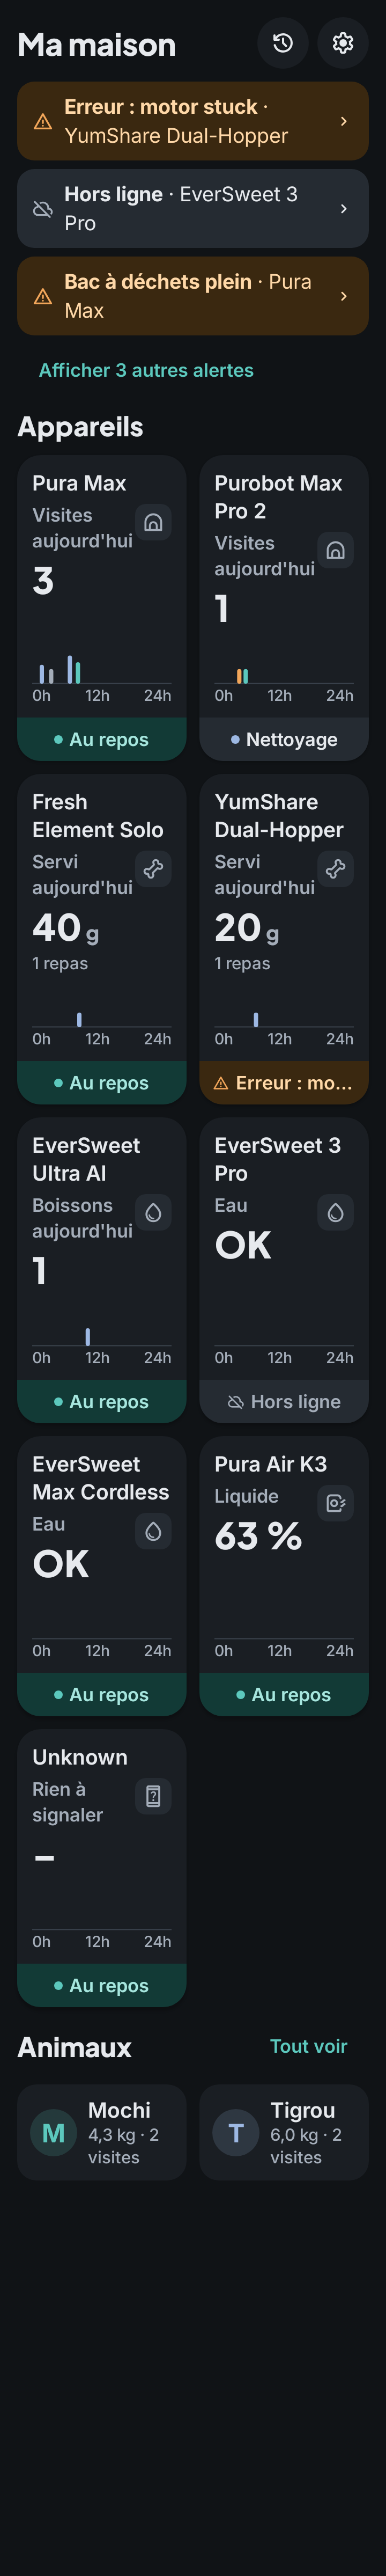 Ma maison
Erreur : motor stuck ·
YumShare Dual-Hopper
Hors ligne · EverSweet 3
Pro
Bac à déchets plein · Pura
Max
Afficher 3 autres alertes
Appareils
Pura Max
Visites
aujourd'hui
3
0h 12h 24h
Au repos
Purobot Max
Pro 2
Visites
aujourd'hui
1
0h 12h 24h
Nettoyage
Fresh
Element Solo
Servi
aujourd'hui
40 g
1 repas
0h 12h 24h
Au repos
YumShare
Dual-Hopper
Servi
aujourd'hui
20 g
1 repas
0h 12h 24h
Erreur : mo…
EverSweet
Ultra AI
Boissons
aujourd'hui
1
0h 12h 24h
Au repos
EverSweet 3
Pro
Eau
OK
0h 12h 24h
Hors ligne
EverSweet
Max Cordless
Eau
OK
0h 12h 24h
Au repos
Pura Air K3
Liquide
63 %
0h 12h 24h
Au repos
Unknown
Rien à
signaler
–
0h 12h 24h
Au repos
Animaux
Tout voir
M
Mochi
4,3 kg · 2
visites
T
Tigrou
6,0 kg · 2
visites